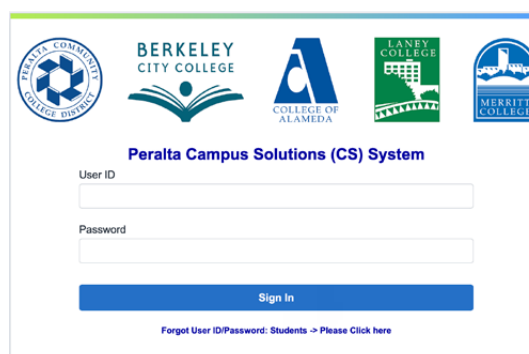 PERALTA COMMUNITY COLLEGE DISTRICT
BERKELEY
CITY COLLEGE
COLLEGE OF
ALAMEDA
LANEY
COLLEGE
MERRITT
COLLEGE
Peralta Campus Solutions (CS) System
User ID
Password
Sign In
Forgot User ID/Password: Students -> Please Click here